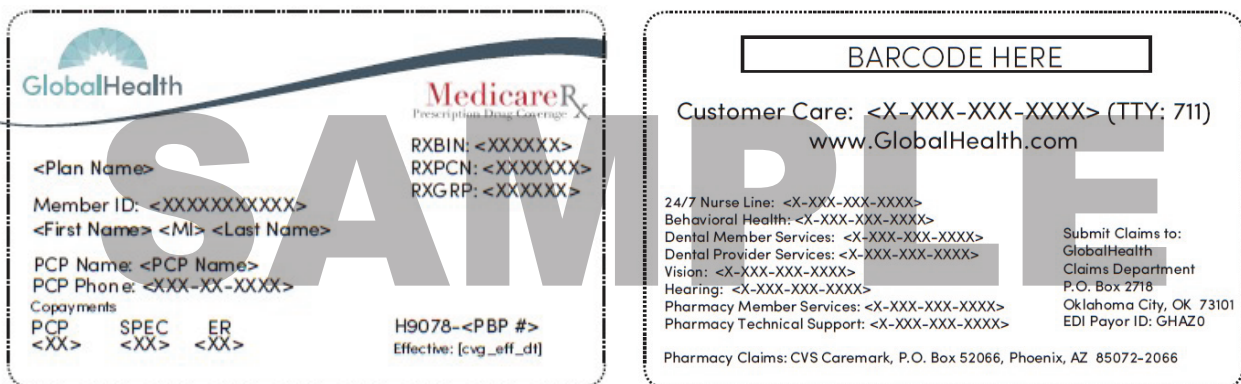 GlobalHealth
MedicareRx
Prescription Drug Coverage
RXBIN: <XXXXXX>
RXPCN: <XXXXXXX>
RXGRP: <XXXXXX>
<Plan Name>
Member ID: <XXXXXXXXXXX>
<First Name> <MI> <Last Name>
PCP Name: <PCP Name>
PCP Phone: <XXX-XX-XXXX>
Copayments
PCP SPEC ER
<XX> <XX> <XX>
H9078-<PBP #>
Effective: [cvg_eff_dt]
SAMPLE
BARCODE HERE
Customer Care: <X-XXX-XXX-XXXX> (TTY: 711)
www.GlobalHealth.com
24/7 Nurse Line: <X-XXX-XXX-XXXX>
Behavioral Health: <X-XXX-XXX-XXXX>
Dental Member Services: <X-XXX-XXX-XXXX>
Dental Provider Services: <X-XXX-XXX-XXXX>
Vision: <X-XXX-XXX-XXXX>
Hearing: <X-XXX-XXX-XXXX>
Pharmacy Member Services: <X-XXX-XXX-XXXX>
Pharmacy Technical Support: <X-XXX-XXX-XXXX>
Submit Claims to:
GlobalHealth
Claims Department
P.O. Box 2718
Oklahoma City, OK 73101
EDI Payor ID: GHAZ0
Pharmacy Claims: CVS Caremark, P.O. Box 52066, Phoenix, AZ 85072-2066